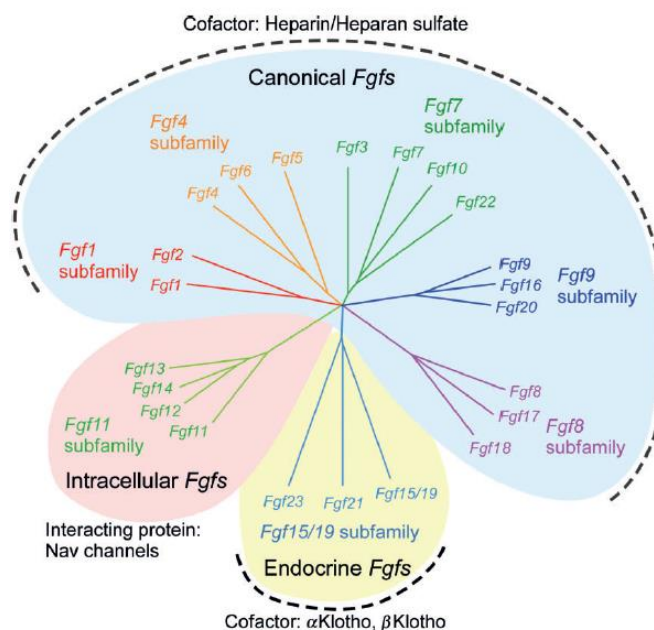 Cofactor: Heparin/Heparan sulfate
Canonical Fgfs
Fgf4
subfamily
Fgf7
subfamily
Fgf3
Fgf7
Fgf5
Fgf6
Fgf10
Fgf4
Fgf22
Fgf1
subfamily
Fgf2
Fgf1
Fgf9
Fgf16
Fgf20
Fgf9
subfamily
Fgf13
Fgf14
Fgf12
Fgf11
Fgf8
Fgf17
Fgf18
Fgf8
subfamily
Fgf11
subfamily
Intracellular Fgfs
Interacting protein:
Nav channels
Fgf23
Fgf21
Fgf15/19
Fgf15/19 subfamily
Endocrine Fgfs
Cofactor: αKlotho, βKlotho